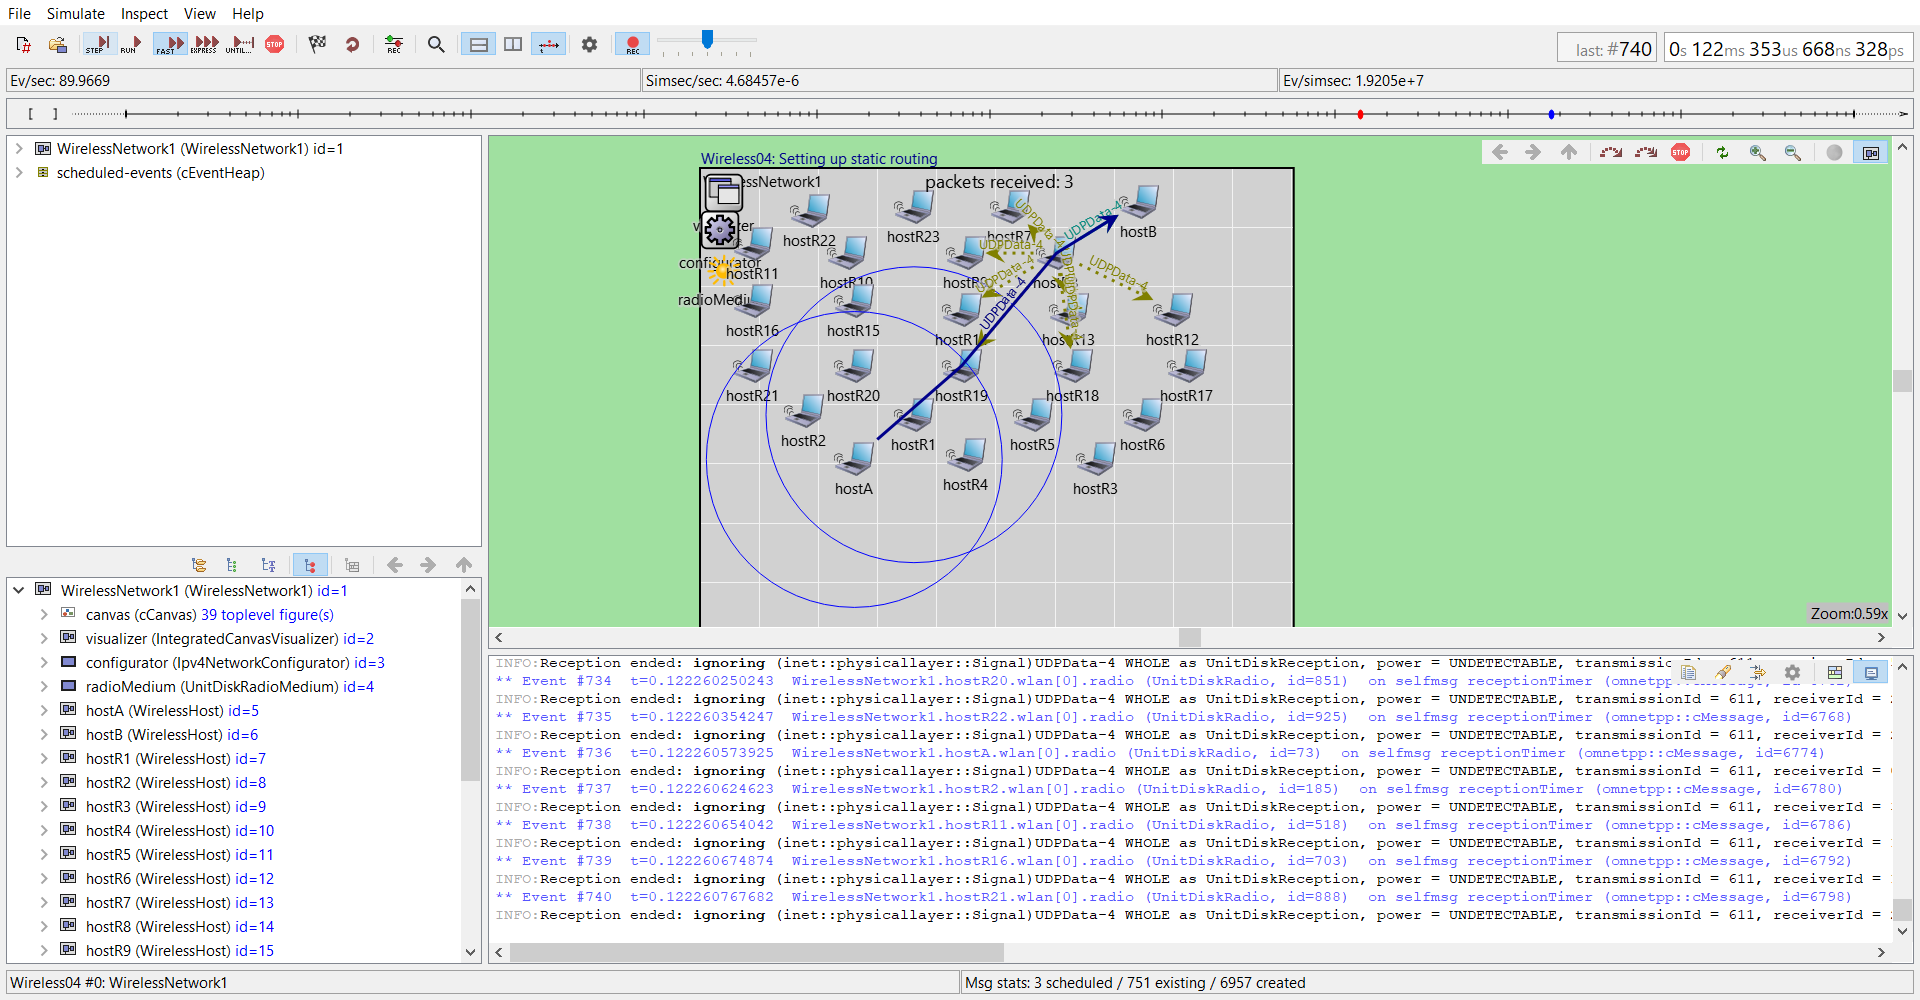 File Simulate Inspect View Help
STEP RUN FAST EXPRESS UNTIL... STOP REC REC
last: #740 0s 122ms 353us 668ns 328ps
Ev/sec: 89.9669 Simsec/sec: 4.68457e-6 Ev/simsec: 1.9205e+7
[ ]
WirelessNetwork1 (WirelessNetwork1) id=1
scheduled-events (cEventHeap)
WirelessNetwork1 (WirelessNetwork1) id=1
canvas (cCanvas) 39 toplevel figure(s)
visualizer (IntegratedCanvasVisualizer) id=2
configurator (Ipv4NetworkConfigurator) id=3
radioMedium (UnitDiskRadioMedium) id=4
hostA (WirelessHost) id=5
hostB (WirelessHost) id=6
hostR1 (WirelessHost) id=7
hostR2 (WirelessHost) id=8
hostR3 (WirelessHost) id=9
hostR4 (WirelessHost) id=10
hostR5 (WirelessHost) id=11
hostR6 (WirelessHost) id=12
hostR7 (WirelessHost) id=13
hostR8 (WirelessHost) id=14
hostR9 (WirelessHost) id=15
Wireless04: Setting up static routing
STOP
essNetwork1 packets received: 3
hostR22 hostR23 hostR7 hostB
UDPData-4 UDPData-4
UDPData-4 UDPData-4
configurator hostR11 hostR10
UDPData-4 UDPData-4
radioMediu
hostR16 hostR15 hostR12
hostR21 hostR20 hostR19 hostR18 hostR17
hostR2 hostR1 hostR5 hostR6
hostA hostR4 hostR3
Zoom:0.59x
INFO:Reception ended: ignoring (inet::physicallayer::Signal)UDPData-4 WHOLE as UnitDiskReception, power = UNDETECTABLE,
** Event #734 t=0.122260250243 WirelessNetwork1.hostR20.wlan[0].radio (UnitDiskRadio, id=851) on selfmsg receptionTimer
INFO:Reception ended: ignoring (inet::physicallayer::Signal)UDPData-4 WHOLE as UnitDiskReception, power = UNDETECTABLE, transmissionId = 611, receiverId =
** Event #735 t=0.122260354247 WirelessNetwork1.hostR22.wlan[0].radio (UnitDiskRadio, id=925) on selfmsg receptionTimer (omnetpp::cMessage, id=6768)
INFO:Reception ended: ignoring (inet::physicallayer::Signal)UDPData-4 WHOLE as UnitDiskReception, power = UNDETECTABLE, transmissionId = 611, receiverId =
** Event #736 t=0.122260573925 WirelessNetwork1.hostA.wlan[0].radio (UnitDiskRadio, id=73) on selfmsg receptionTimer (omnetpp::cMessage, id=6774)
INFO:Reception ended: ignoring (inet::physicallayer::Signal)UDPData-4 WHOLE as UnitDiskReception, power = UNDETECTABLE, transmissionId = 611, receiverId =
** Event #737 t=0.122260624623 WirelessNetwork1.hostR2.wlan[0].radio (UnitDiskRadio, id=185) on selfmsg receptionTimer (omnetpp::cMessage, id=6780)
INFO:Reception ended: ignoring (inet::physicallayer::Signal)UDPData-4 WHOLE as UnitDiskReception, power = UNDETECTABLE, transmissionId = 611, receiverId =
** Event #738 t=0.122260654042 WirelessNetwork1.hostR11.wlan[0].radio (UnitDiskRadio, id=518) on selfmsg receptionTimer (omnetpp::cMessage, id=6786)
INFO:Reception ended: ignoring (inet::physicallayer::Signal)UDPData-4 WHOLE as UnitDiskReception, power = UNDETECTABLE, transmissionId = 611, receiverId =
** Event #739 t=0.122260674874 WirelessNetwork1.hostR16.wlan[0].radio (UnitDiskRadio, id=703) on selfmsg receptionTimer (omnetpp::cMessage, id=6792)
INFO:Reception ended: ignoring (inet::physicallayer::Signal)UDPData-4 WHOLE as UnitDiskReception, power = UNDETECTABLE, transmissionId = 611, receiverId =
** Event #740 t=0.122260767682 WirelessNetwork1.hostR21.wlan[0].radio (UnitDiskRadio, id=888) on selfmsg receptionTimer (omnetpp::cMessage, id=6798)
INFO:Reception ended: ignoring (inet::physicallayer::Signal)UDPData-4 WHOLE as UnitDiskReception, power = UNDETECTABLE, transmissionId = 611, receiverId =
Wireless04 #0: WirelessNetwork1 Msg stats: 3 scheduled / 751 existing / 6957 created